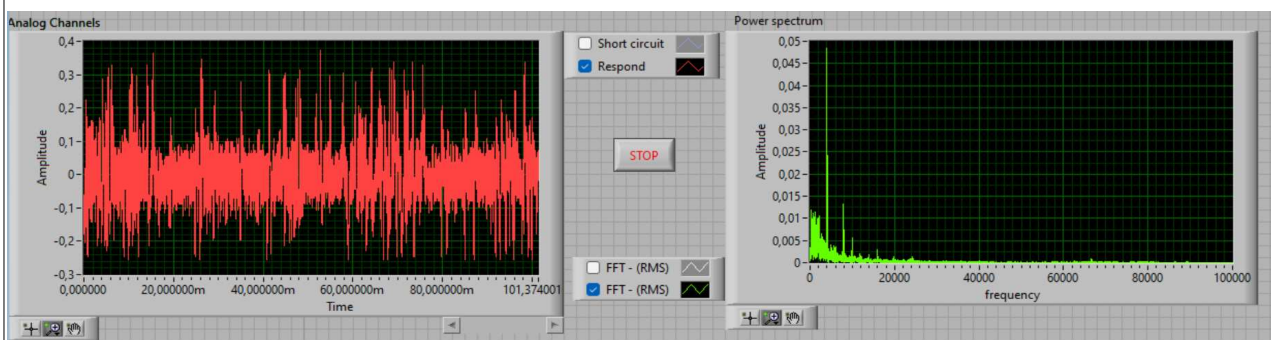 Analog Channels
0,4
0,3
0,2
0,1
0
-0,1
-0,2
-0,3
Amplitude
0,000000 20,000000m 40,000000m 60,000000m 80,000000m 101,374001
Time
Short circuit
Respond
STOP
FFT - (RMS)
FFT - (RMS)
Power spectrum
0,05
0,045
0,04
0,035
0,03
0,025
0,02
0,015
0,01
0,005
0
Amplitude
0 20000 40000 60000 80000 100000
frequency